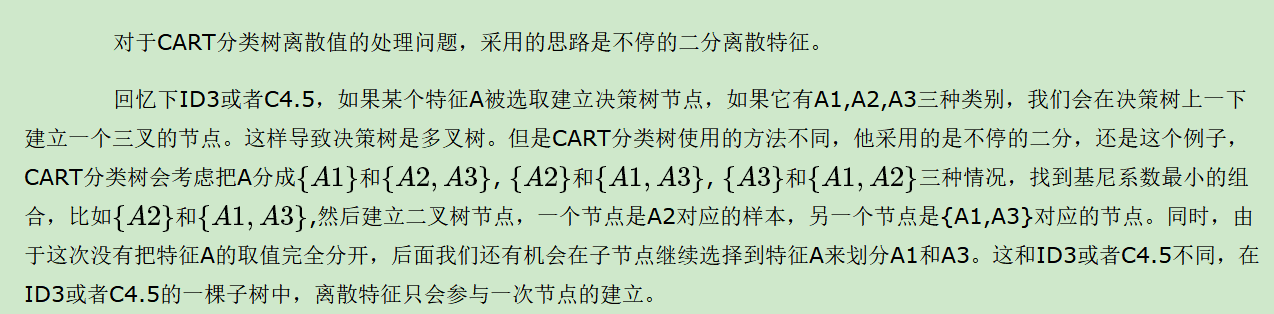 对于CART分类树离散值的处理问题，采用的思路是不停的二分离散特征。
回忆下ID3或者C4.5，如果某个特征A被选取建立决策树节点，如果它有A1,A2,A3三种类别，我们会在决策树上一下
建立一个三叉的节点。这样导致决策树是多叉树。但是CART分类树使用的方法不同，他采用的是不停的二分，还是这个例子，
CART分类树会考虑把A分成{A1}和{A2, A3}, {A2}和{A1, A3}, {A3}和{A1, A2}三种情况，找到基尼系数最小的组
合，比如{A2}和{A1, A3},然后建立二叉树节点，一个节点是A2对应的样本，另一个节点是{A1,A3}对应的节点。同时，由
于这次没有把特征A的取值完全分开，后面我们还有机会在子节点继续选择到特征A来划分A1和A3。这和ID3或者C4.5不同，在
ID3或者C4.5的一棵子树中，离散特征只会参与一次节点的建立。